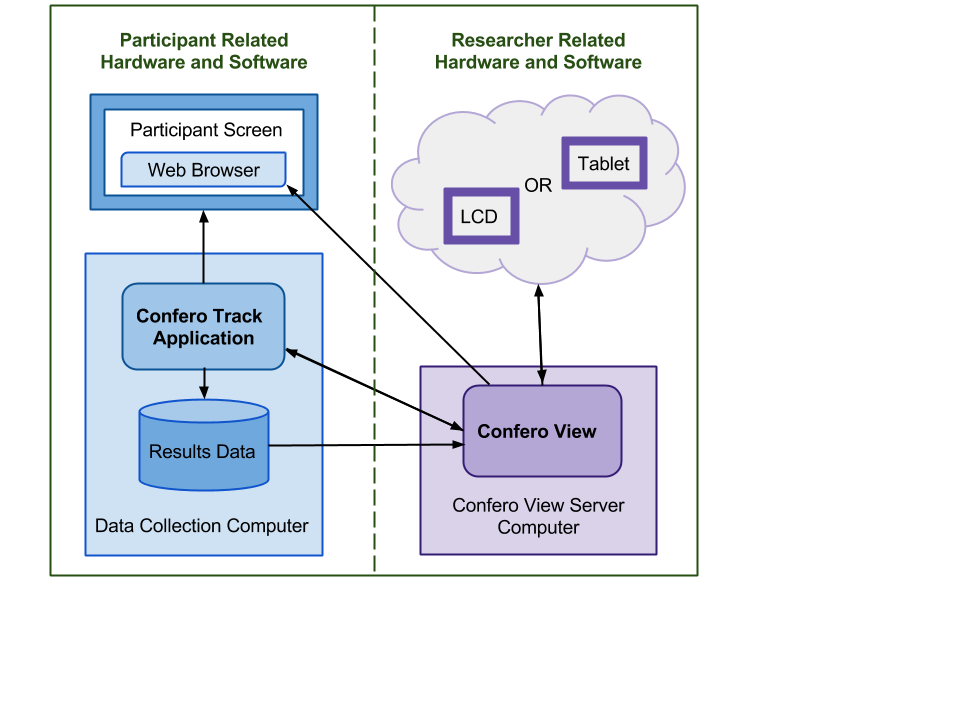 Participant Related
Hardware and Software
Researcher Related
Hardware and Software
Participant Screen
Web Browser
Tablet
OR
LCD
Confero Track
Application
Results Data
Data Collection Computer
Confero View
Confero View Server
Computer